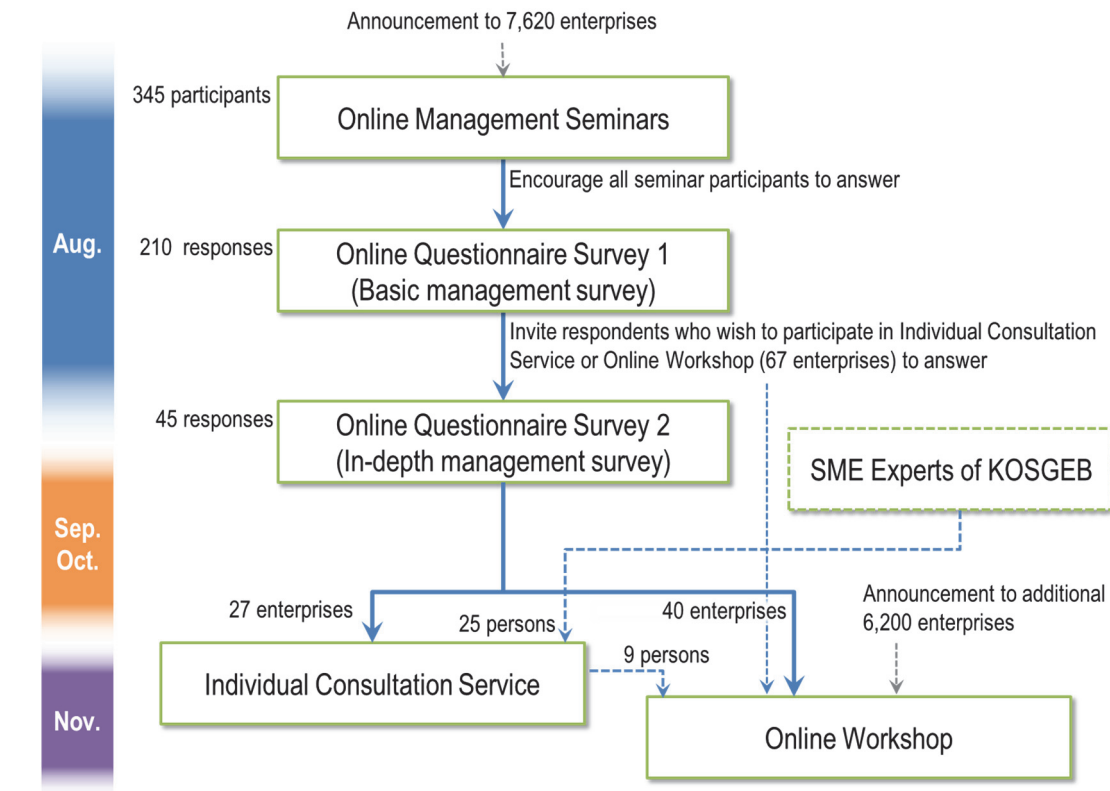 Announcement to 7,620 enterprises
345 participants
Online Management Seminars
Encourage all seminar participants to answer
Aug.
210 responses
Online Questionnaire Survey 1
(Basic management survey)
Invite respondents who wish to participate in Individual Consultation
Service or Online Workshop (67 enterprises) to answer
45 responses
Online Questionnaire Survey 2
(In-depth management survey)
SME Experts of KOSGEB
Sep.
Oct.
27 enterprises
25 persons
40 enterprises
Announcement to additional
6,200 enterprises
9 persons
Individual Consultation Service
Nov.
Online Workshop